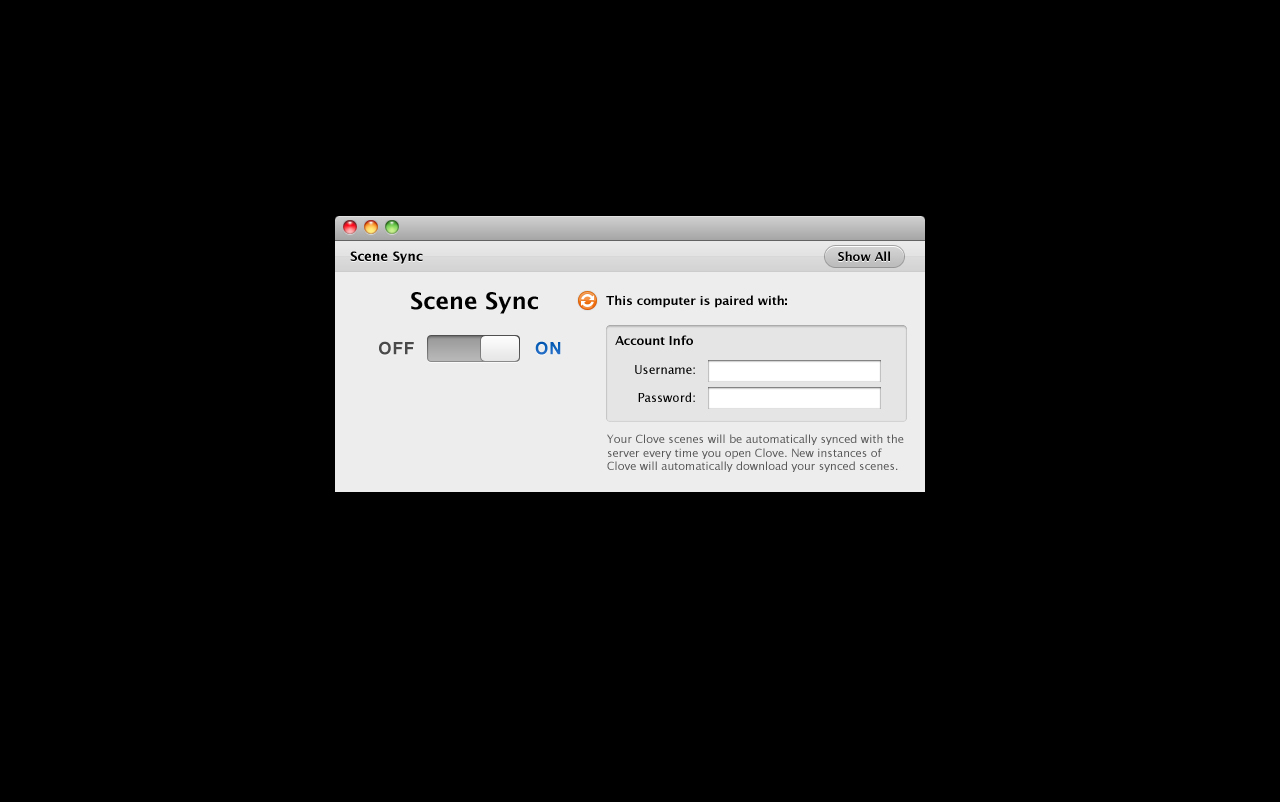 Scene Sync
Show All
Scene Sync
OFF
ON
This computer is paired with:
Account Info
Username:
Password:
Your Clove scenes will be automatically synced with the
server every time you open Clove. New instances of
Clove will automatically download your synced scenes.